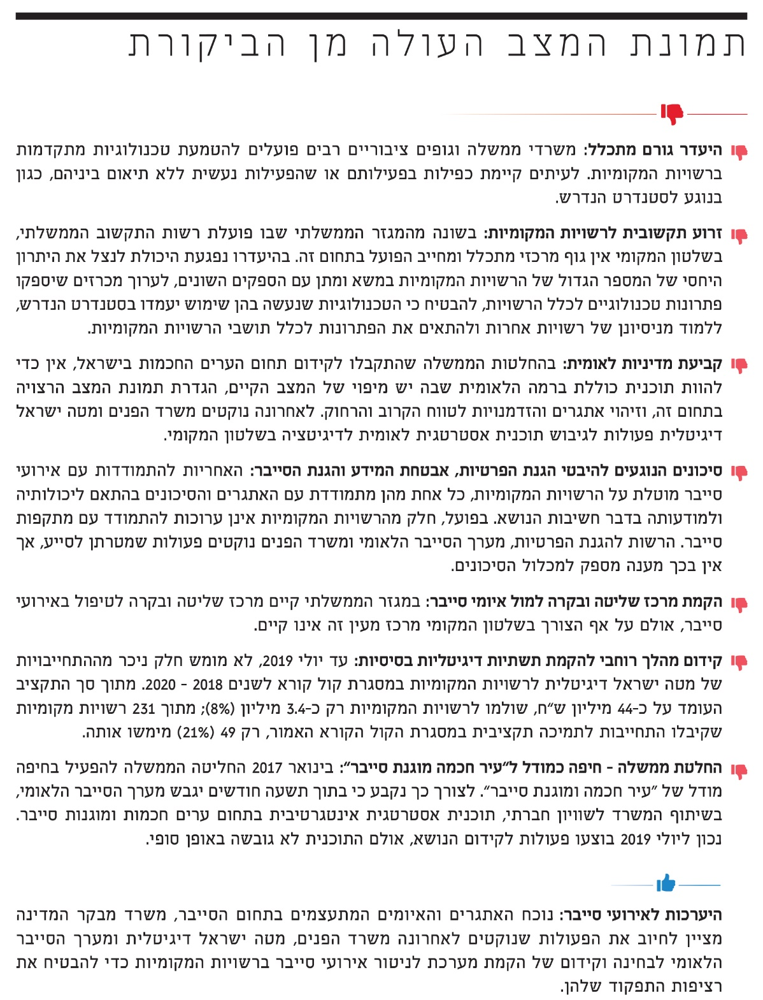 תמונת המצב העולה מן הביקורת
היעדר גורם מתכלל: משרדי ממשלה וגופים ציבוריים רבים פועלים להטמעת טכנולוגיות מתקדמות
ברשויות המקומיות. לעיתים קיימת כפילות בפעילותם או שהפעילות נעשית ללא תיאום ביניהם, כגון
בנוגע לסטנדרט הנדרש.
זרוע תקשובית לרשויות המקומיות: בשונה מהמגזר הממשלתי שבו פועלת רשות התקשוב הממשלתי,
בשלטון המקומי אין גוף מרכזי מתכלל ומחייב הפועל בתחום זה. בהיעדרו נפגעת היכולת לנצל את היתרון
היחסי של המספר הגדול של הרשויות המקומיות במשא ומתן עם הספקים השונים, לערוך מכרזים שיספקו
פתרונות טכנולוגיים לכלל הרשויות, להבטיח כי הטכנולוגיות שנעשה בהן שימוש יעמדו בסטנדרט הנדרש,
ללמוד מניסיונן של רשויות אחרות ולהתאים את הפתרונות לכלל תושבי הרשויות המקומיות.
קביעת מדיניות לאומית: בהחלטות הממשלה שהתקבלו לקידום תחום הערים החכמות בישראל, אין כדי
להוות תוכנית כוללת ברמה הלאומית שבה יש מיפוי של המצב הקיים, הגדרת תמונת המצב הרצויה
בתחום זה, וזיהוי אתגרים והזדמנויות לטווח הקרוב והרחוק. לאחרונה נוקטים משרד הפנים ומטה ישראל
דיגיטלית פעולות לגיבוש תוכנית אסטרטגית לאומית לדיגיטציה בשלטון המקומי.
סיכונים הנוגעים להיבטי הגנת הפרטיות, אבטחת המידע והגנת הסייבר: האחריות להתמודדות עם אירועי
סייבר מוטלת על הרשויות המקומיות, כל אחת מהן מתמודדת עם האתגרים והסיכונים בהתאם ליכולותיה
ולמודעותה בדבר חשיבות הנושא. בפועל, חלק מהרשויות המקומיות אינן ערוכות להתמודד עם מתקפות
סייבר. הרשות להגנת הפרטיות, מערך הסייבר הלאומי ומשרד הפנים נוקטים פעולות שמטרתן לסייע, אך
אין בכך מענה מספק למכלול הסיכונים.
הקמת מרכז שליטה ובקרה למול איומי סייבר: במגזר הממשלתי קיים מרכז שליטה ובקרה לטיפול באירועי
סייבר, אולם על אף הצורך בשלטון המקומי מרכז מעין זה אינו קיים.
קידום מהלך רוחבי להקמת תשתיות דיגיטליות בסיסיות: עד יולי 2019, לא מומש חלק ניכר מההתחייבויות
של מטה ישראל דיגיטלית לרשויות המקומיות במסגרת קול קורא לשנים 2018 - 2020. מתוך סך התקציב
העומד על כ-44 מיליון ש"ח, שולמו לרשויות המקומיות רק כ-3.4 מיליון (8%); מתוך 231 רשויות מקומיות
שקיבלו התחייבות לתמיכה תקציבית במסגרת הקול הקורא האמור, רק 49 (21%) מימשו אותה.
החלטת ממשלה - חיפה כמודל ל"עיר חכמה מוגנת סייבר": בינואר 2017 החליטה הממשלה להפעיל בחיפה
מודל של "עיר חכמה ומוגנת סייבר". לצורך כך נקבע כי בתוך תשעה חודשים יגבש מערך הסייבר הלאומי,
בשיתוף המשרד לשוויון חברתי, תוכנית אסטרטגית אינטגרטיבית בתחום ערים חכמות ומוגנות סייבר.
נכון ליולי 2019 בוצעו פעולות לקידום הנושא, אולם התוכנית לא גובשה באופן סופי.
היערכות לאירועי סייבר: נוכח האתגרים והאיומים המתעצמים בתחום הסייבר, משרד מבקר המדינה
מציין לחיוב את הפעולות שנוקטים לאחרונה משרד הפנים, מטה ישראל דיגיטלית ומערך הסייבר
הלאומי לבחינה וקידום של הקמת מערכת לניטור אירועי סייבר ברשויות המקומיות כדי להבטיח את
רציפות התפקוד שלהן.